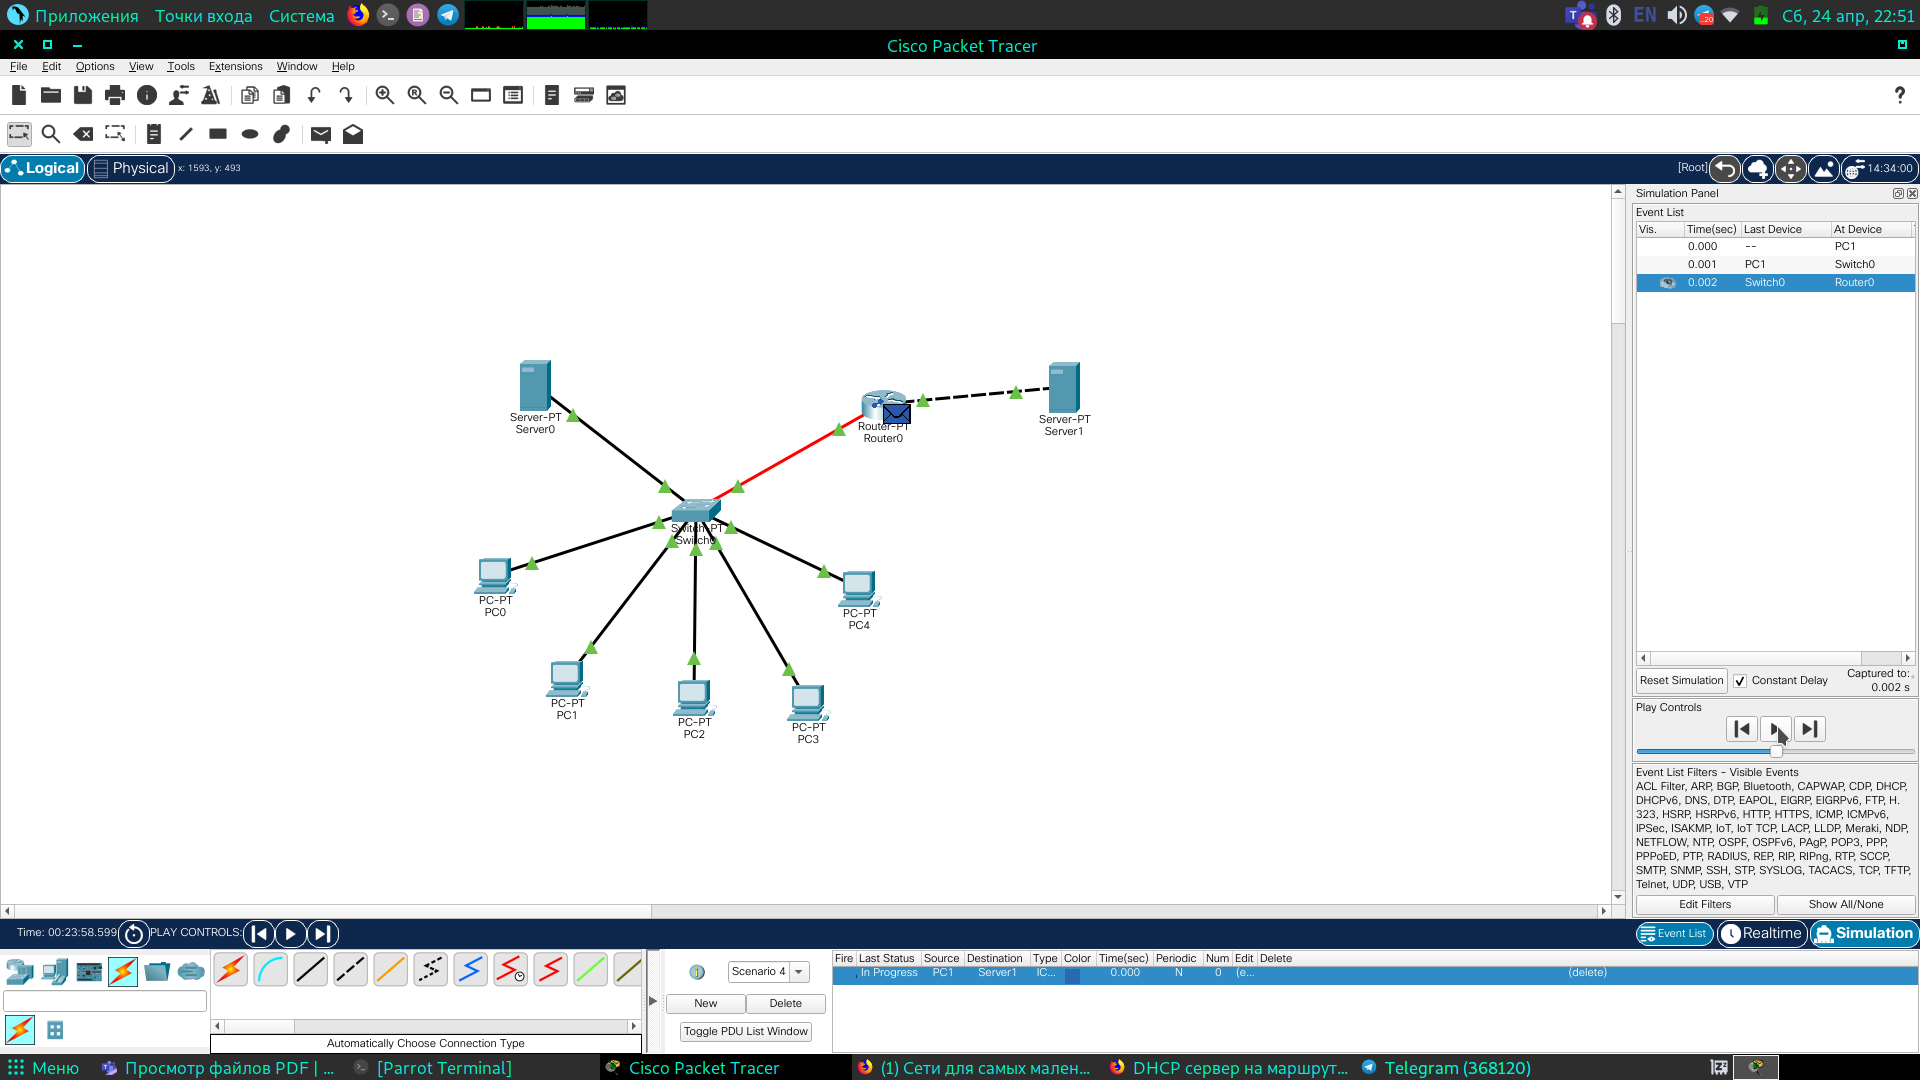 Приложения Точки входа Система EN 20 Сб, 24 апр, 22:51
Cisco Packet Tracer
File Edit Options View Tools Extensions Window Help
Logical Physical x: 1593, y: 493 [Root] 14:34:00
Simulation Panel
Event List
Vis. Time(sec) Last Device At Device
0.000 -- PC1
0.001 PC1 Switch0
0.002 Switch0 Router0
Server-PT
Server0
Router-PT
Router0
Server-PT
Server1
Switch-PT
Switch0
PC-PT
PC0
PC-PT
PC4
PC-PT
PC1
PC-PT
PC2
PC-PT
PC3
Reset Simulation Constant Delay Captured to:
0.002 s
Play Controls
Event List Filters - Visible Events
ACL Filter, ARP, BGP, Bluetooth, CAPWAP, CDP, DHCP,
DHCPv6, DNS, DTP, EAPOL, EIGRP, EIGRPv6, FTP, H.
323, HSRP, HSRPv6, HTTP, HTTPS, ICMP, ICMPv6,
IPSec, ISAKMP, IoT, IoT TCP, LACP, LLDP, Meraki, NDP,
NETFLOW, NTP, OSPF, OSPFv6, PAgP, POP3, PPP,
PPPoED, PTP, RADIUS, REP, RIP, RIPng, RTP, SCCP,
SMTP, SNMP, SSH, STP, SYSLOG, TACACS, TCP, TFTP,
Telnet, UDP, USB, VTP
Edit Filters Show All/None
Time: 00:23:58.599 PLAY CONTROLS: Event List Realtime Simulation
Scenario 4
New Delete
Toggle PDU List Window
Fire Last Status Source Destination Type Color Time(sec) Periodic Num Edit Delete
In Progress PC1 Server1 IC... 0.000 N 0 (e... (delete)
Automatically Choose Connection Type
Меню Просмотр файлов PDF | ... [Parrot Terminal] Cisco Packet Tracer (1) Сети для самых мален... DHCP сервер на маршрут... Telegram (368120)